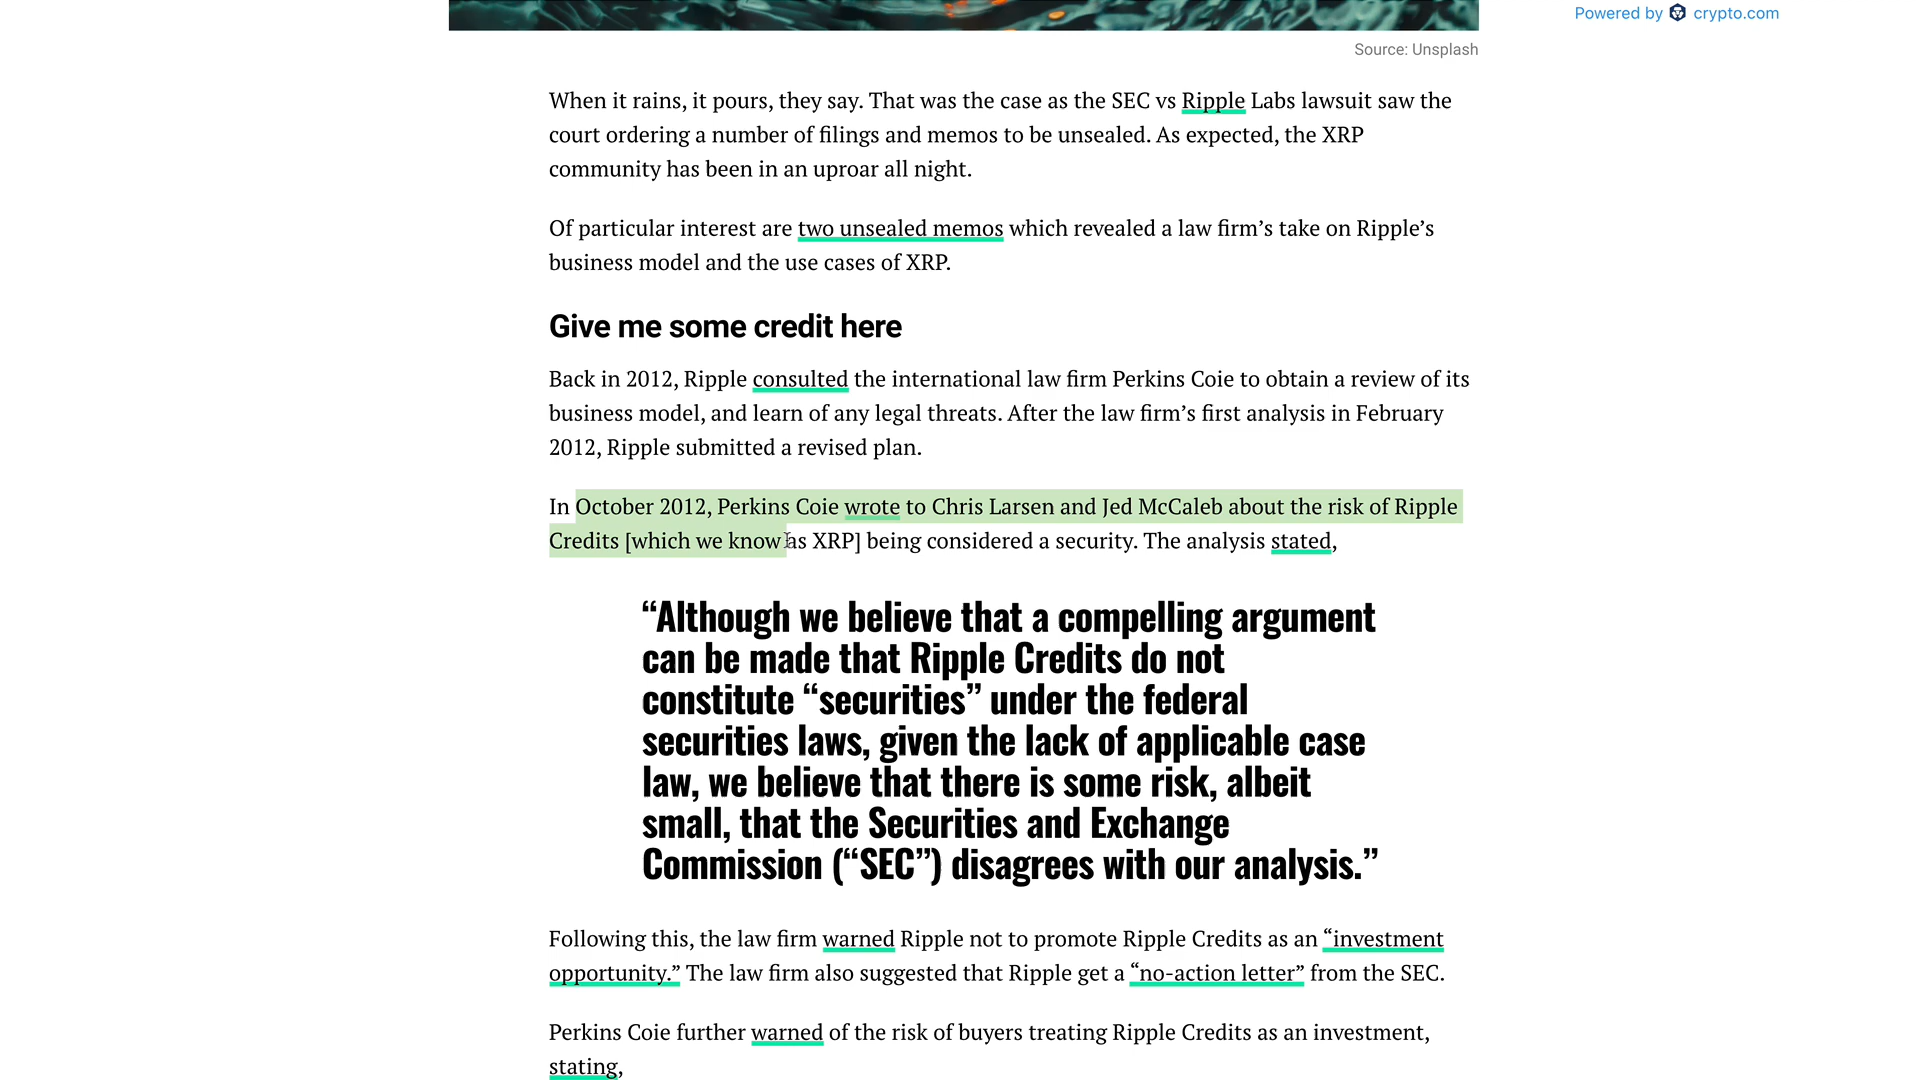 Powered by crypto.com
Source: Unsplash
When it rains, it pours, they say. That was the case as the SEC vs Ripple Labs lawsuit saw the
court ordering a number of filings and memos to be unsealed. As expected, the XRP
community has been in an uproar all night.
Of particular interest are two unsealed memos which revealed a law firm’s take on Ripple’s
business model and the use cases of XRP.
Give me some credit here
Back in 2012, Ripple consulted the international law firm Perkins Coie to obtain a review of its
business model, and learn of any legal threats. After the law firm’s first analysis in February
2012, Ripple submitted a revised plan.
In October 2012, Perkins Coie wrote to Chris Larsen and Jed McCaleb about the risk of Ripple
Credits [which we know as XRP] being considered a security. The analysis stated,
“Although we believe that a compelling argument
can be made that Ripple Credits do not
constitute “securities” under the federal
securities laws, given the lack of applicable case
law, we believe that there is some risk, albeit
small, that the Securities and Exchange
Commission (“SEC”) disagrees with our analysis.”
Following this, the law firm warned Ripple not to promote Ripple Credits as an “investment
opportunity.” The law firm also suggested that Ripple get a “no-action letter” from the SEC.
Perkins Coie further warned of the risk of buyers treating Ripple Credits as an investment,
stating,